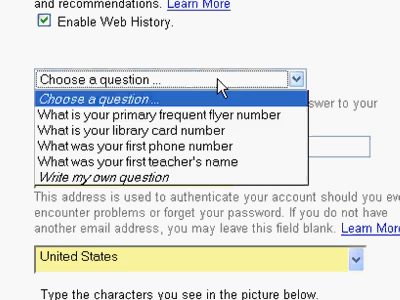 and recommendations. Learn More
Enable Web History.
Choose a question ...
Choose a question ...
swer to your
What is your primary frequent flyer number
What is your library card number
What was your first phone number
What was your first teacher's name
Write my own question
This address is used to authenticate your account should you eve
encounter problems or forget your password. If you do not have
another email address, you may leave this field blank. Learn More
United States
Type the characters you see in the picture below.